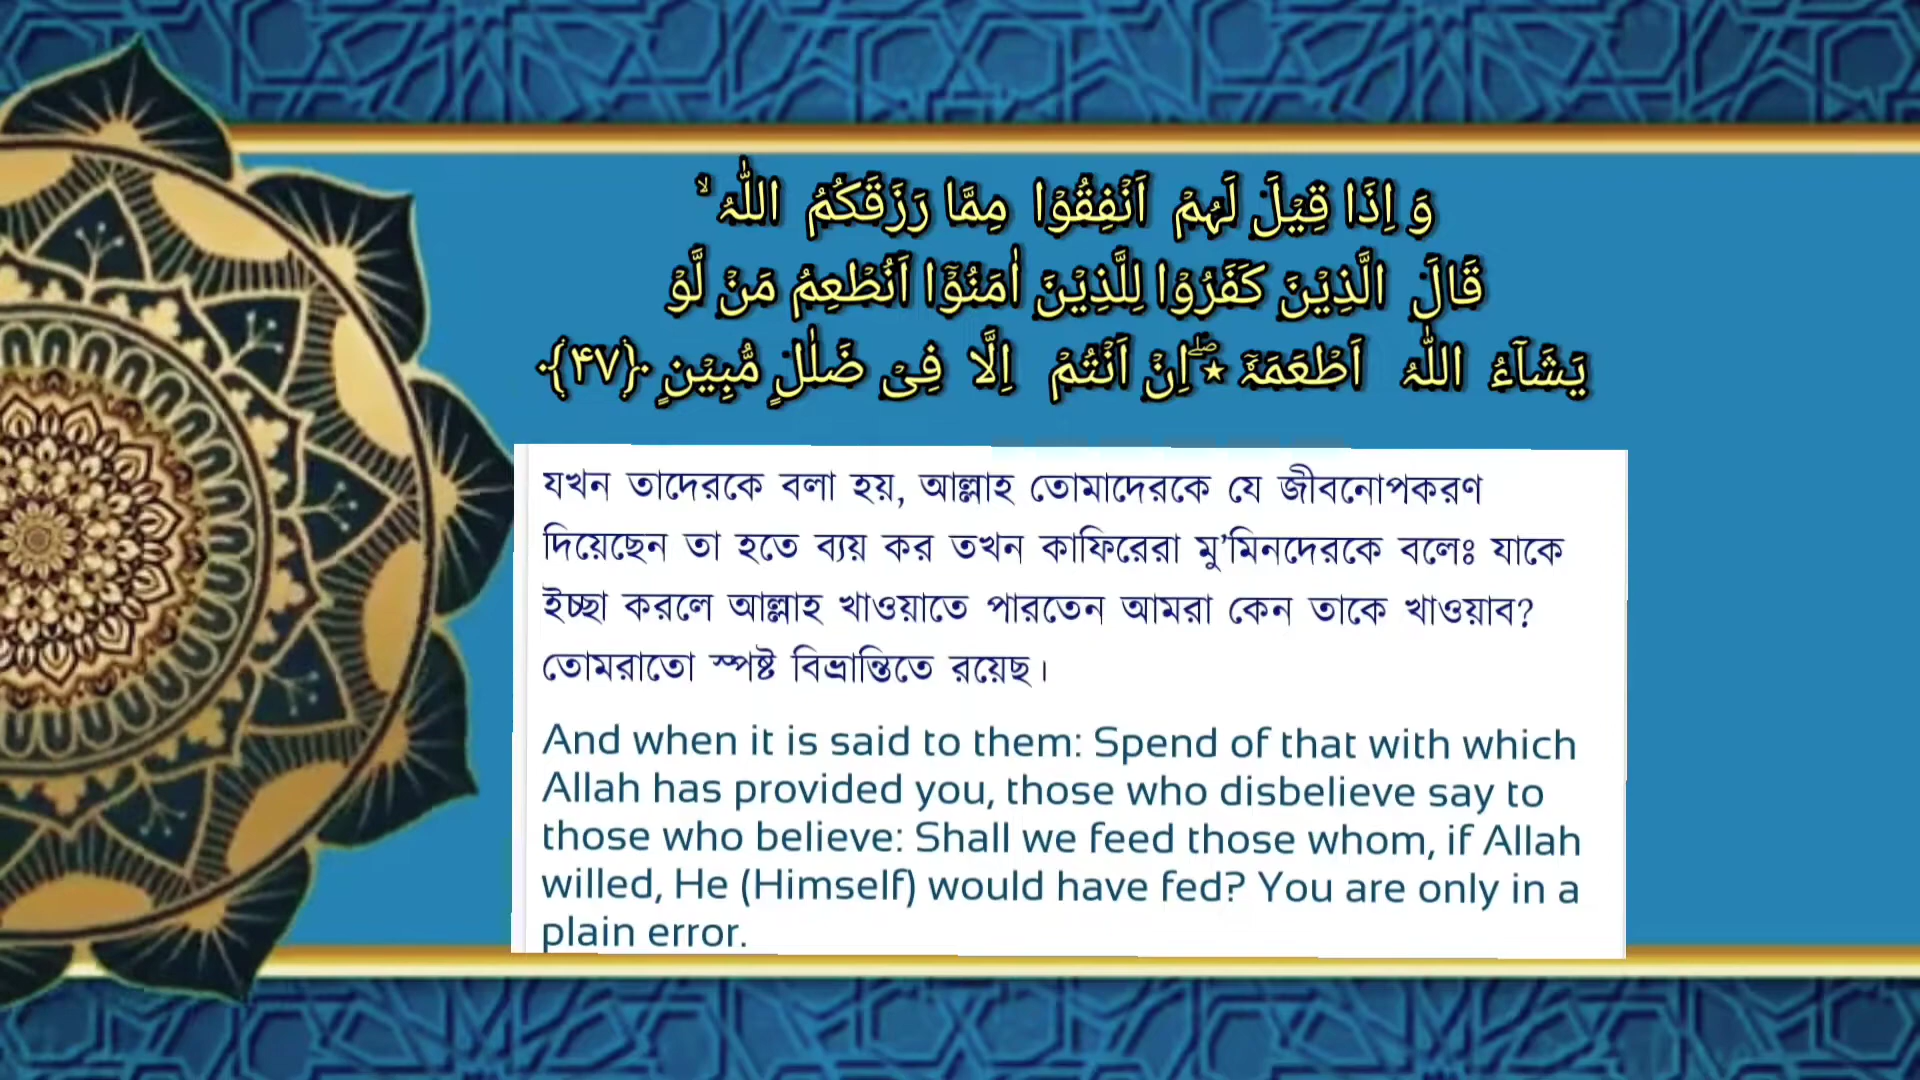 وَ اِذَا قِیۡلَ لَہُمۡ اَنۡفِقُوۡا مِمَّا رَزَقَکُمُ اللّٰہُ ۙ
قَالَ الَّذِیۡنَ کَفَرُوۡا لِلَّذِیۡنَ اٰمَنُوۡۤا اَنُطۡعِمُ مَنۡ لَّوۡ
یَشَآءُ اللّٰہُ اَطۡعَمَہٗۤ ٭ۖ اِنۡ اَنۡتُمۡ اِلَّا فِیۡ ضَلٰلٍ مُّبِیۡنٍ ﴿۴۷﴾
যখন তাদেরকে বলা হয়, আল্লাহ তোমাদেরকে যে জীবনোপকরণ
দিয়েছেন তা হতে ব্যয় কর তখন কাফিরেরা মু’মিনদেরকে বলেঃ যাকে
ইচ্ছা করলে আল্লাহ খাওয়াতে পারতেন আমরা কেন তাকে খাওয়াব?
তোমরাতো স্পষ্ট বিভ্রান্তিতে রয়েছ।
And when it is said to them: Spend of that with which
Allah has provided you, those who disbelieve say to
those who believe: Shall we feed those whom, if Allah
willed, He (Himself) would have fed? You are only in a
plain error.